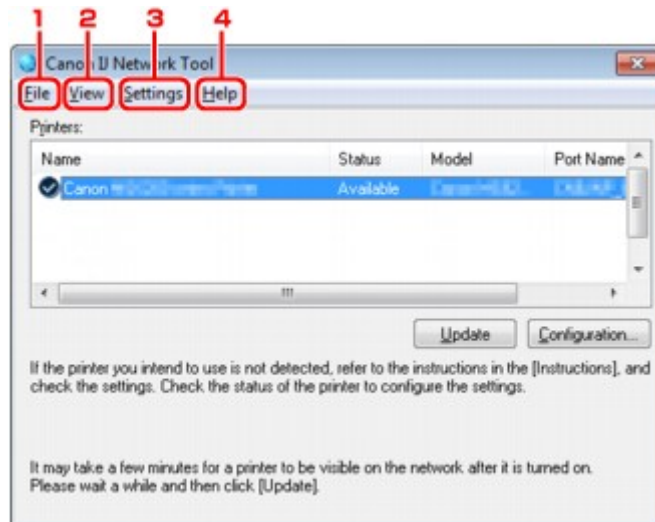 1 2 3 4
Canon IJ Network Tool
File View Settings Help
Printers:
Name Status Model Port Name
Canon Available
Update Configuration...
If the printer you intend to use is not detected, refer to the instructions in the [Instructions], and
check the settings. Check the status of the printer to configure the settings.
It may take a few minutes for a printer to be visible on the network after it is turned on.
Please wait a while and then click [Update].